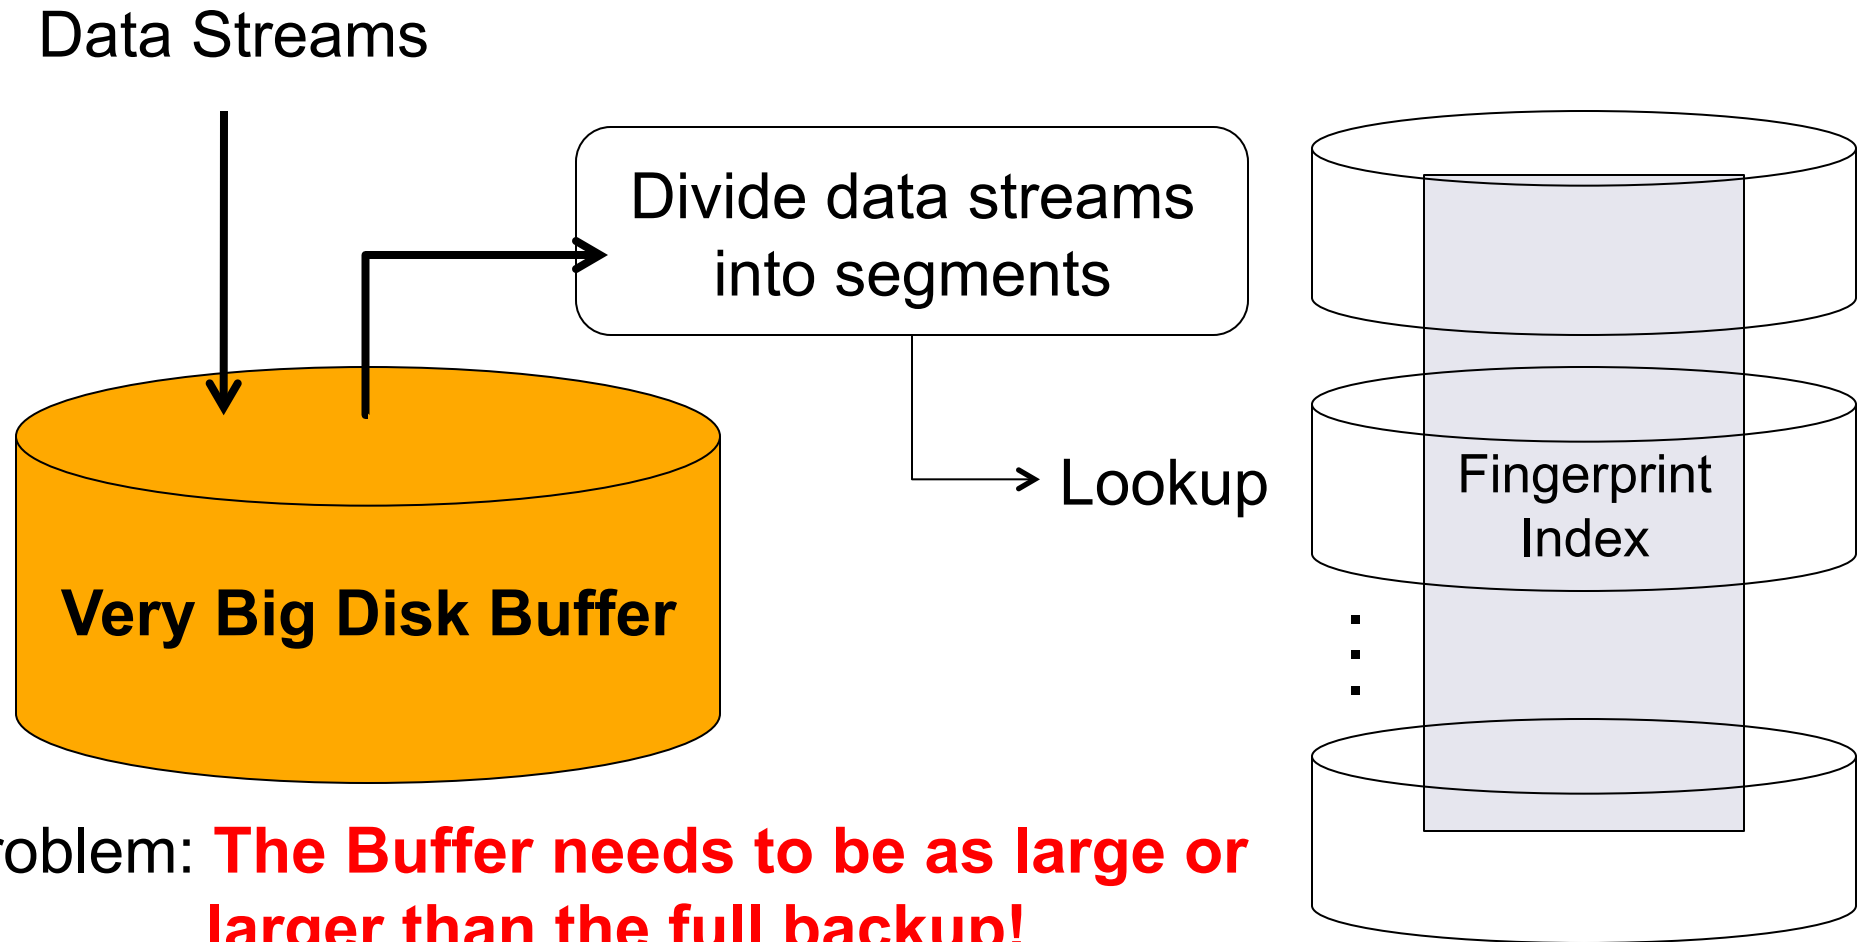 Data Streams
Divide data streams
into segments
Lookup
Fingerprint
Index
Very Big Disk Buffer
roblem: The Buffer needs to be as large or
larger than the full backup!